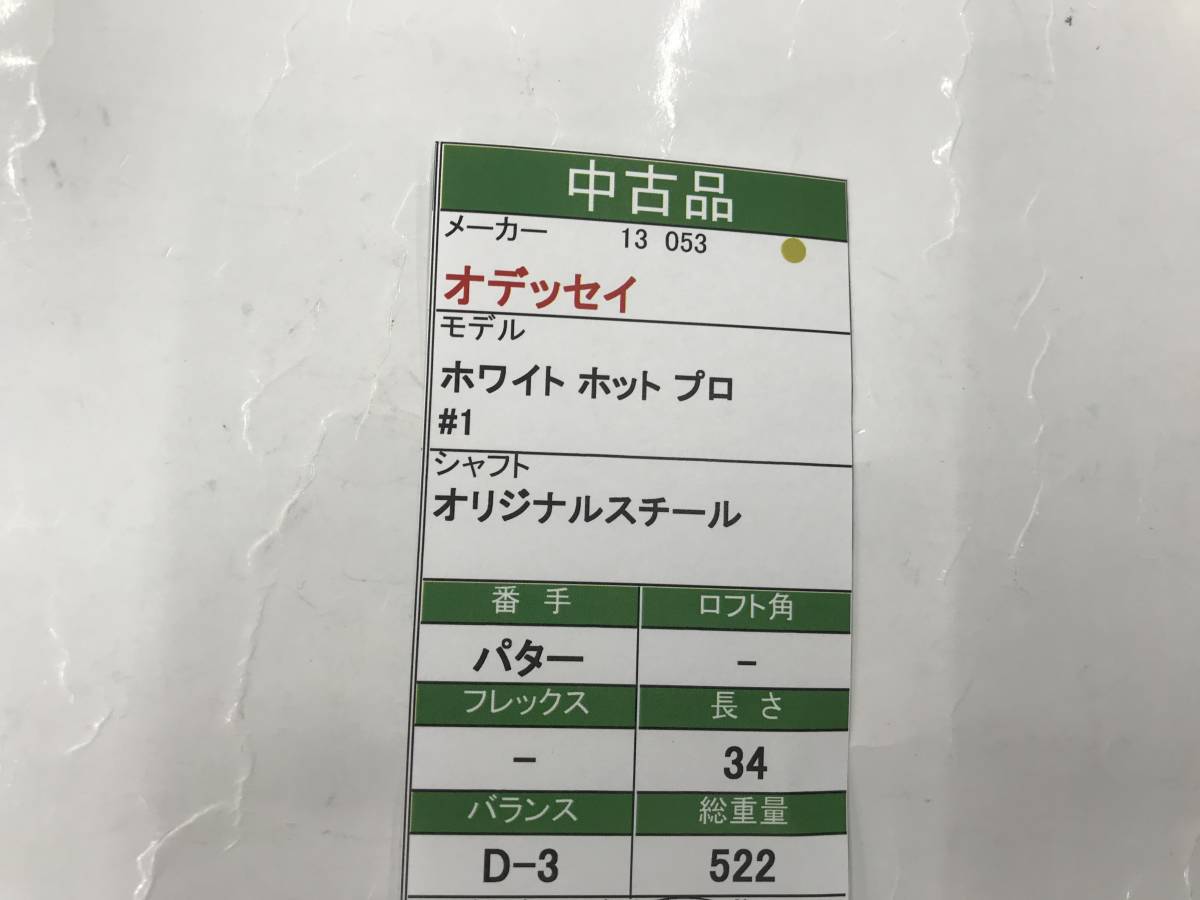 中古品
メーカー 13 053
オデッセイ
モデル
ホワイト ホット プロ
#1
シャフト
オリジナルスチール
番 手 ロフト角
パター -
フレックス 長 さ
- 34
バランス 総重量
D-3 522